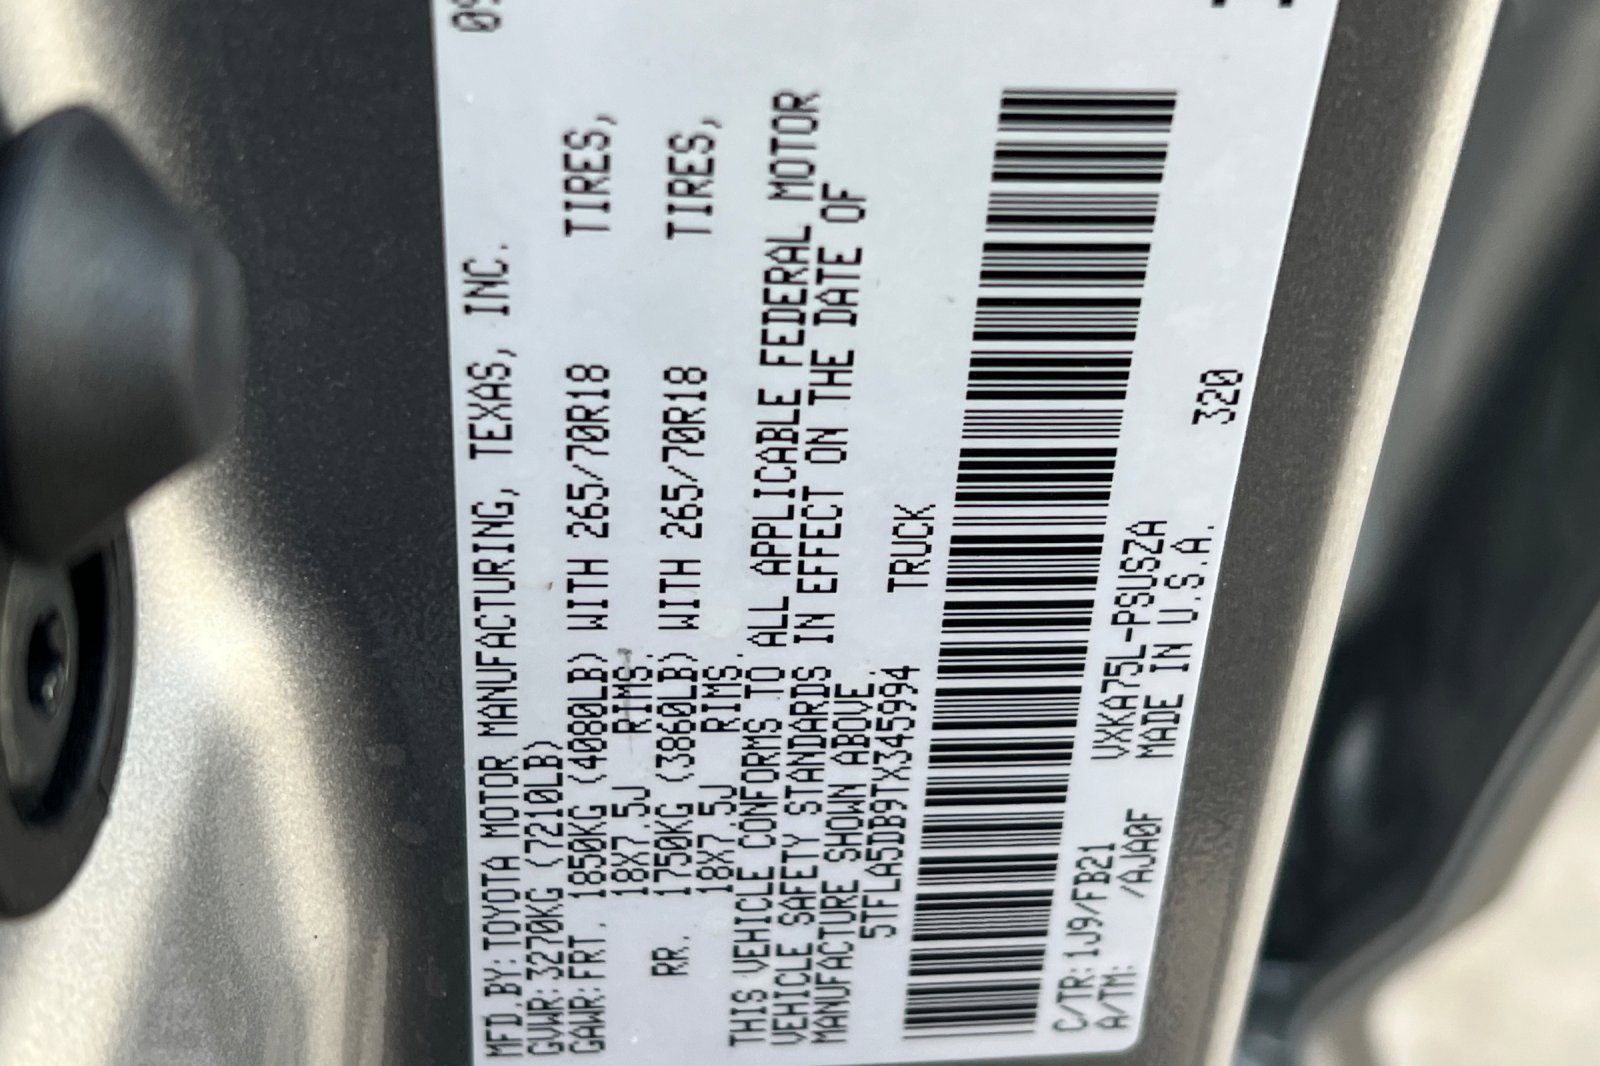 MFD.BY:TOYOTA MOTOR MANUFACTURING, TEXAS, INC. 09
GVWR:3270KG (7210LB)
GAWR:FRT. 1850KG (4080LB) WITH 265/70R18 TIRES,
18X7.5J RIMS,
RR. 1750KG (3860LB) WITH 265/70R18 TIRES,
18X7.5J RIMS.
THIS VEHICLE CONFORMS TO ALL APPLICABLE FEDERAL MOTOR
VEHICLE SAFETY STANDARDS IN EFFECT ON THE DATE OF
MANUFACTURE SHOWN ABOVE.
5TFLA5DB9TX345994 TRUCK
C/TR:1J9/FB21 VXKA75L-PSUSZA
A/TM: /AJA0F MADE IN U.S.A. 320